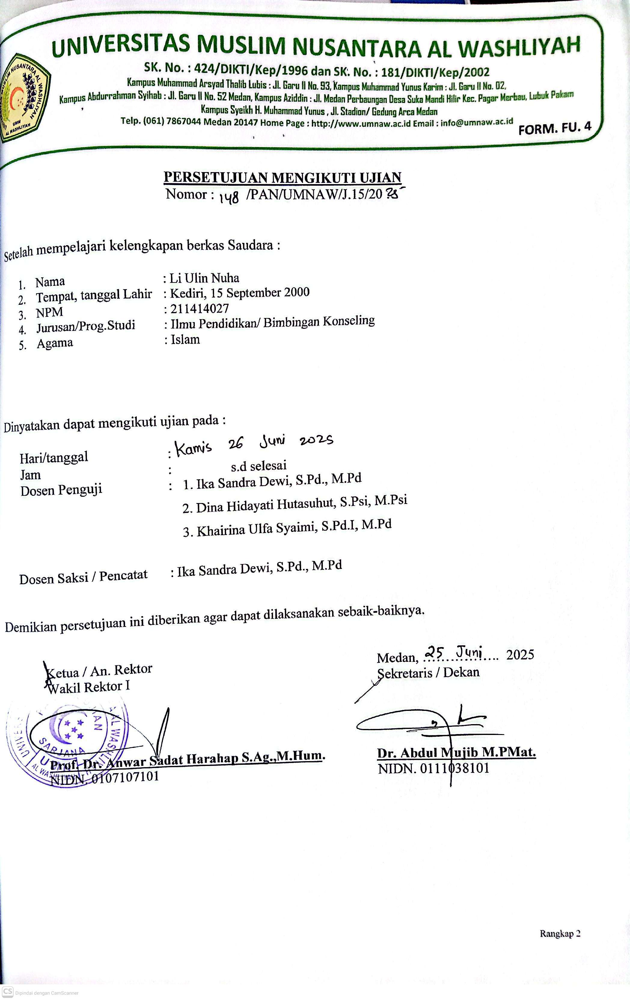 UNIVERSITAS MUSLIM NUSANTARA AL WASHLIYAH
SK. No. : 424/DIKTI/Kep/1996 dan SK. No. : 181/DIKTI/Kep/2002
Kampus Muhammad Arsyad Thalib Lubis : Jl. Garu II No. 93, Kampus Muhammad Yunus Karim : Jl. Garu II No. 02,
Kampus Abdurrahman Syihab : Jl. Garu II No. 52 Medan, Kampus Aziddin : Jl. Medan Perbaungan Desa Suka Mandi Hilir Kec. Pagar Merbau, Lubuk Pakam
Kampus Syeikh H. Muhammad Yunus , Jl. Stadion/ Gedung Arca Medan
Telp. (061) 7867044 Medan 20147 Home Page : http://www.umnaw.ac.id Email : info@umnaw.ac.id
FORM. FU. 4
MUSLIM NUSANTARA AL WASHLIYAH
UMN
AL WASHLIYAH
PERSETUJUAN MENGIKUTI UJIAN
Nomor : 148 /PAN/UMNAW/J.15/2025
Setelah mempelajari kelengkapan berkas Saudara :
1. Nama : Li Ulin Nuha
2. Tempat, tanggal Lahir : Kediri, 15 September 2000
3. NPM : 211414027
4. Jurusan/Prog.Studi : Ilmu Pendidikan/ Bimbingan Konseling
5. Agama : Islam
Dinyatakan dapat mengikuti ujian pada :
Hari/tanggal : Kamis 26 Juni 2025
Jam : s.d selesai
Dosen Penguji : 1. Ika Sandra Dewi, S.Pd., M.Pd
2. Dina Hidayati Hutasuhut, S.Psi, M.Psi
3. Khairina Ulfa Syaimi, S.Pd.I, M.Pd
Dosen Saksi / Pencatat : Ika Sandra Dewi, S.Pd., M.Pd
Demikian persetujuan ini diberikan agar dapat dilaksanakan sebaik-baiknya.
Medan, 25 Juni 2025
Ketua / An. Rektor
Wakil Rektor I
Sekretaris / Dekan
SARJANA
AL WASHLIYAH
Prof. Dr. Anwar Sadat Harahap S.Ag.,M.Hum.
NIDN. 0107107101
Dr. Abdul Mujib M.PMat.
NIDN. 0111038101
Rangkap 2
CS Dipindai dengan CamScanner